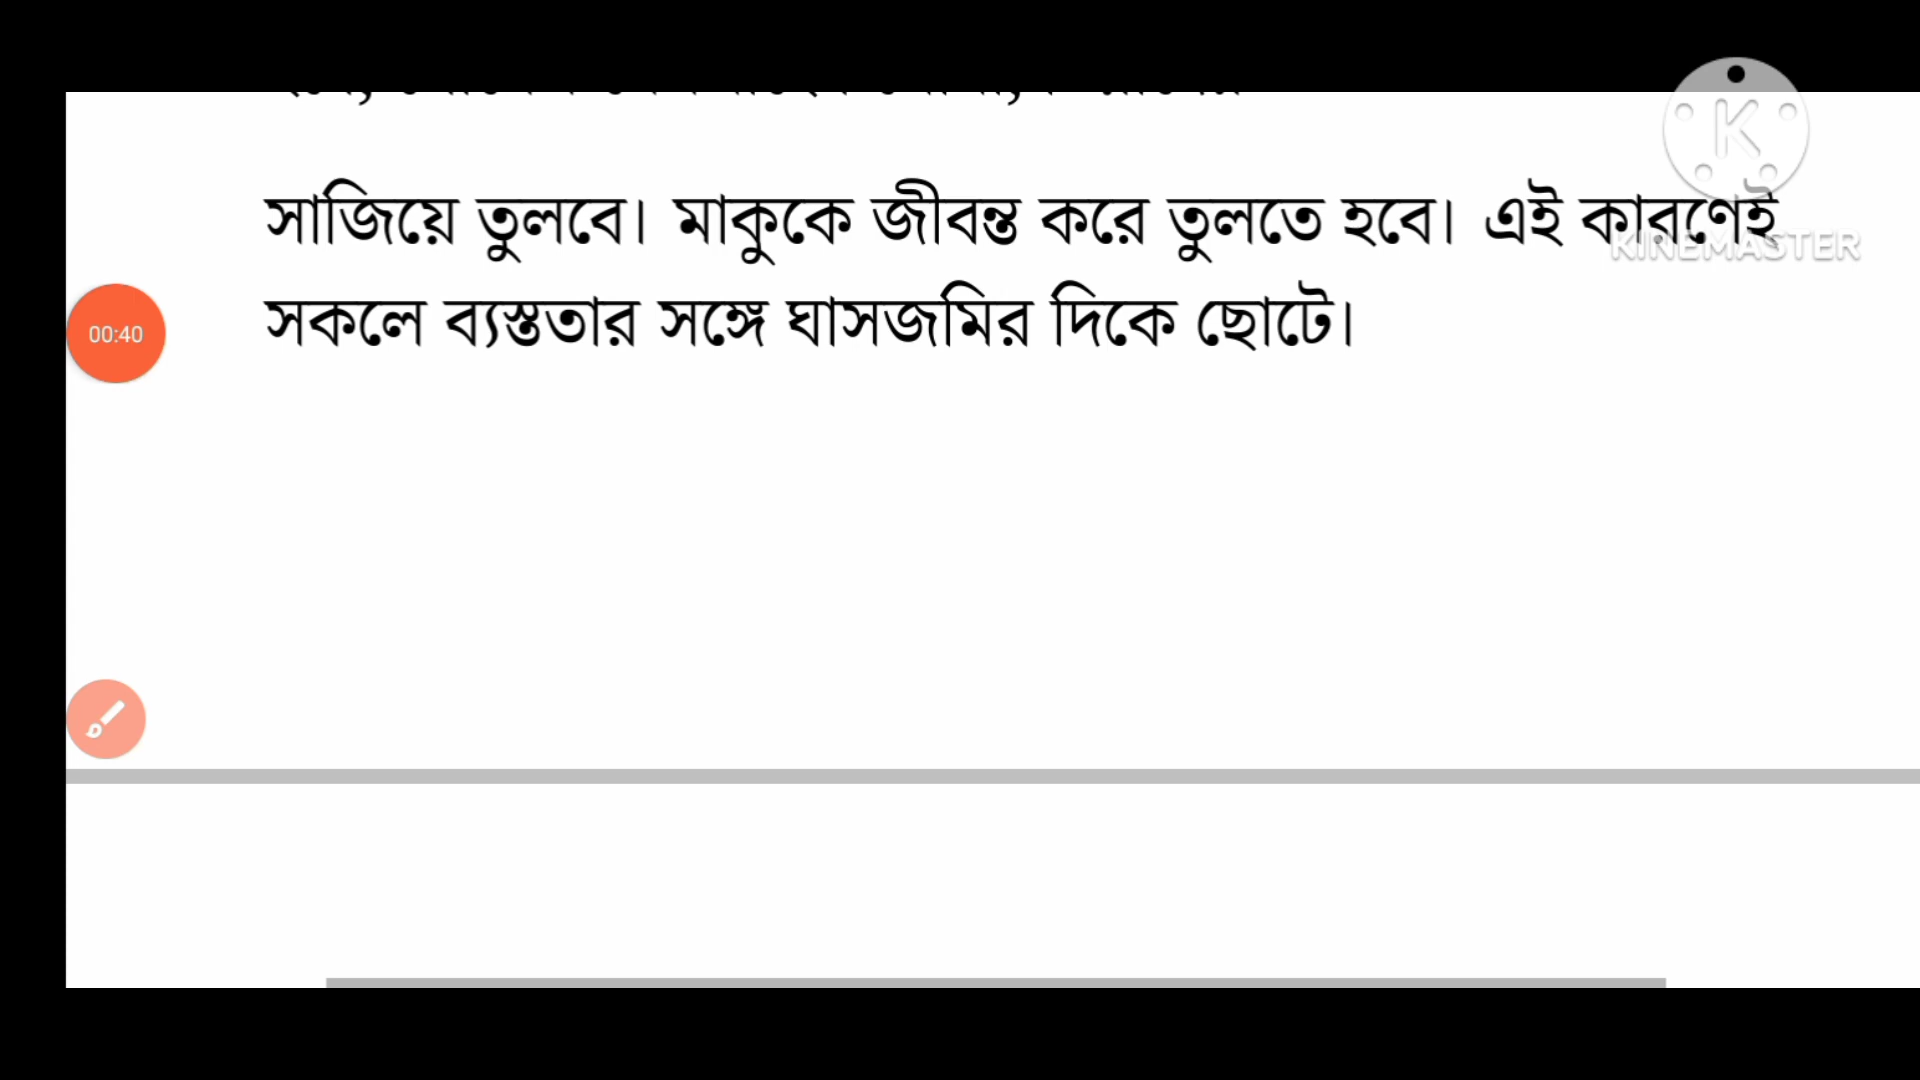 সাজিয়ে তুলবে। মাকুকে জীবন্ত করে তুলতে হবে। এই কারণেই
KINEMASTER
সকলে ব্যস্ততার সঙ্গে ঘাসজমির দিকে ছোটে।
00:40